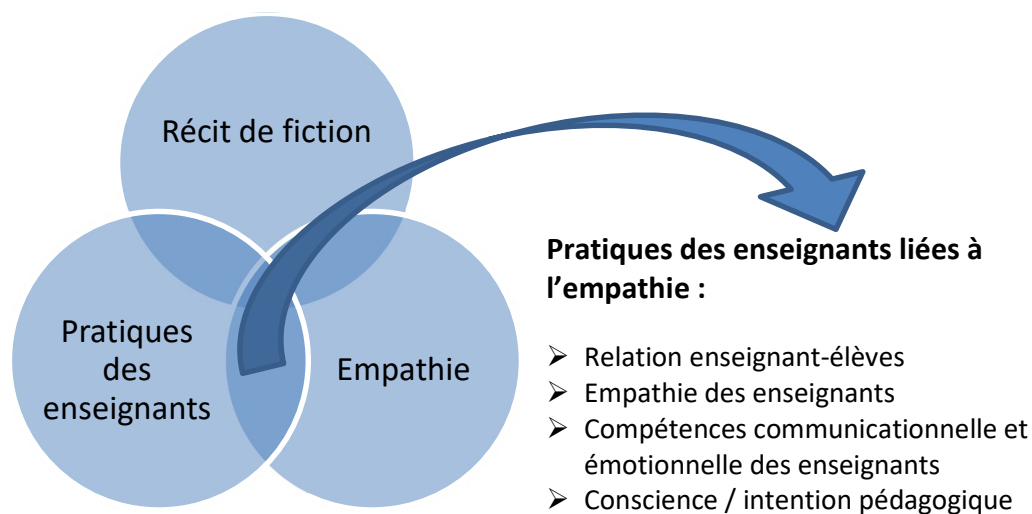 Récit de fiction
Pratiques
des
enseignants
Empathie
Pratiques des enseignants liées à
l’empathie :
➢ Relation enseignant-élèves
➢ Empathie des enseignants
➢ Compétences communicationnelle et
émotionnelle des enseignants
➢ Conscience / intention pédagogique